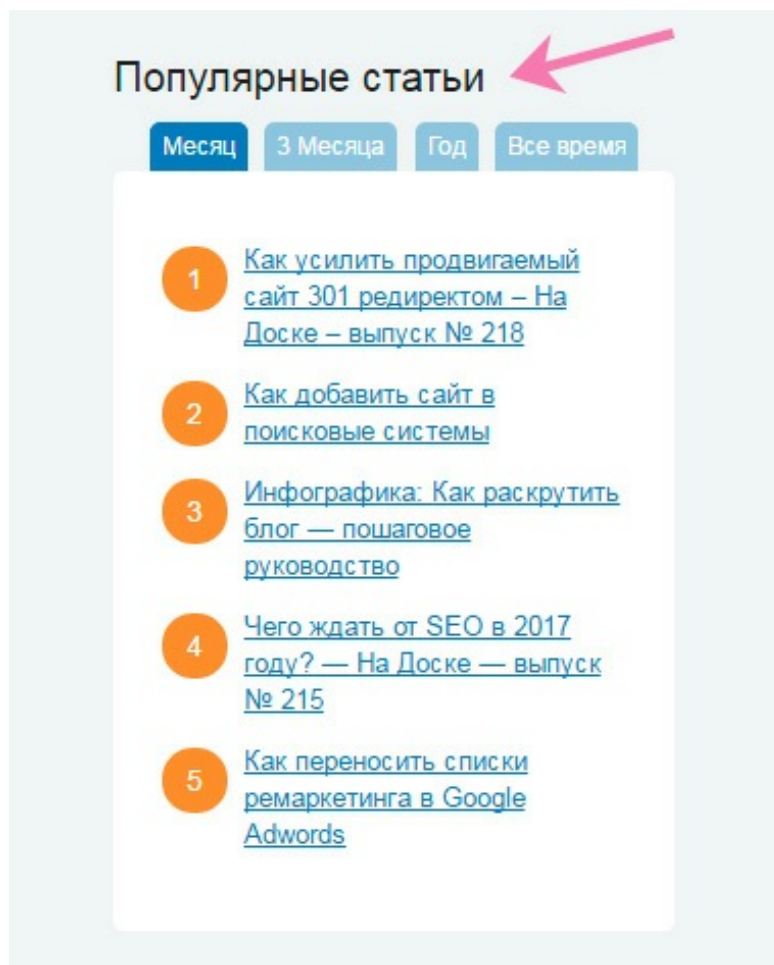 Популярные статьи
Месяц 3 Месяца Год Все время
1 Как усилить продвигаемый
сайт 301 редиректом – На
Доске – выпуск № 218
2 Как добавить сайт в
поисковые системы
3 Инфографика: Как раскрутить
блог — пошаговое
руководство
4 Чего ждать от SEO в 2017
году? — На Доске — выпуск
№ 215
5 Как переносить списки
ремаркетинга в Google
Adwords